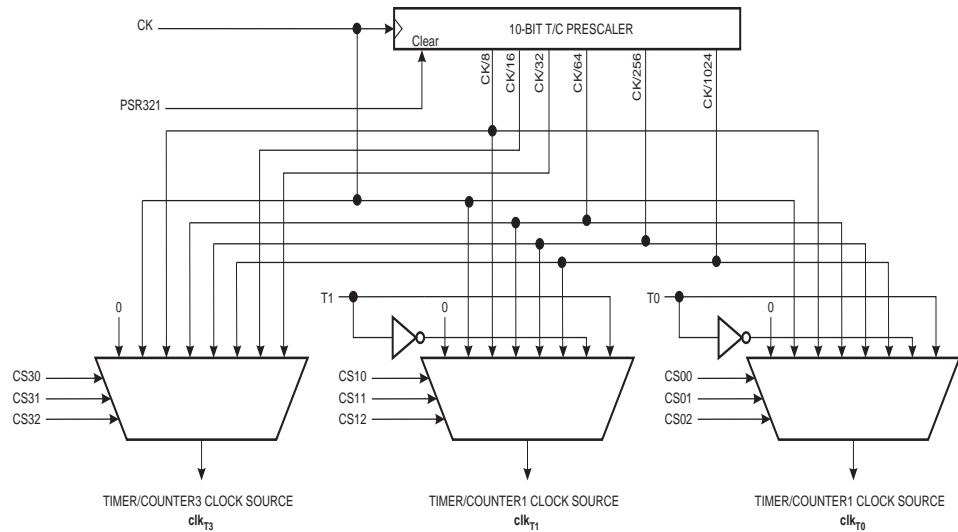 CK
10-BIT T/C PRESCALER
Clear
CK/8
CK/16
CK/32
CK/64
CK/256
CK/1024
PSR321
T1
T0
0
0
0
CS30
CS31
CS32
CS10
CS11
CS12
CS00
CS01
CS02
TIMER/COUNTER3 CLOCK SOURCE
clkT3
TIMER/COUNTER1 CLOCK SOURCE
clkT1
TIMER/COUNTER1 CLOCK SOURCE
clkT0